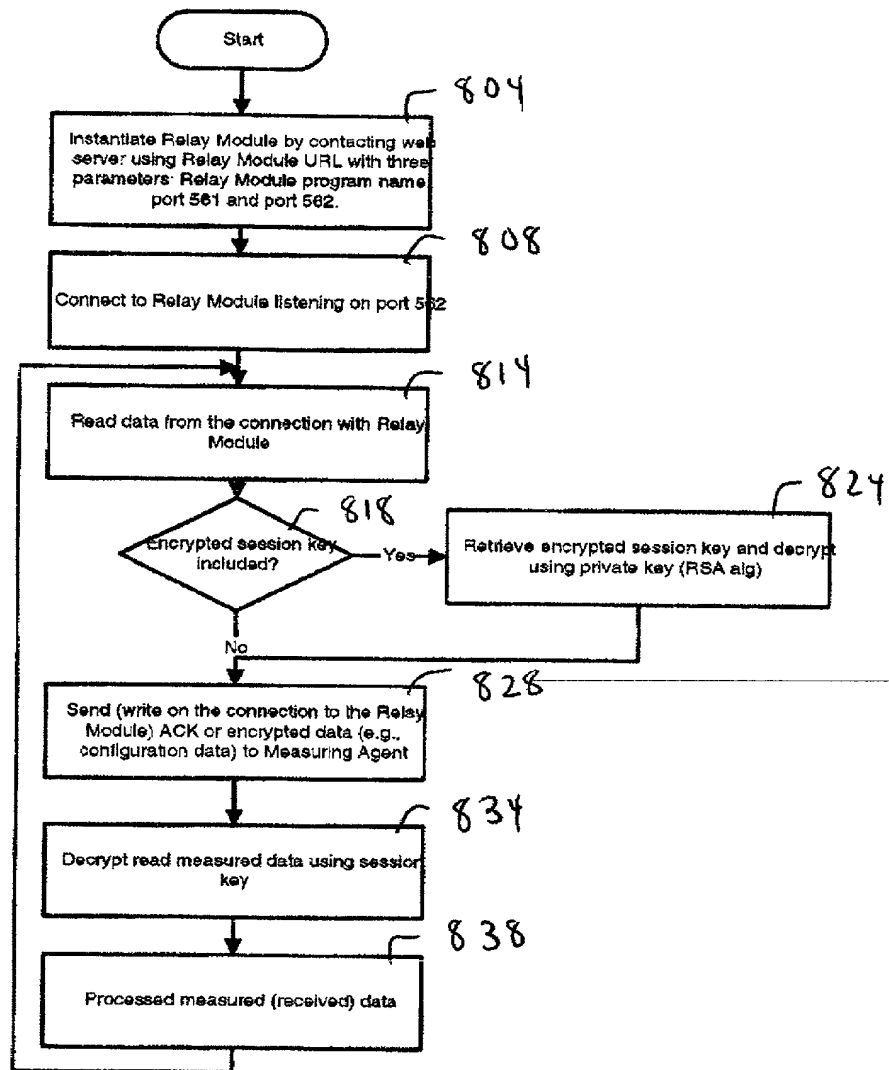 Start
804
Instantiate Relay Module by contacting web
server using Relay Module URL with three
parameters: Relay Module program name,
port 561 and port 562.
808
Connect to Relay Module listening on port 562
814
Read data from the connection with Relay
Module
818
Encrypted session key
included?
Yes
824
Retrieve encrypted session key and decrypt
using private key (RSA alg)
No
828
Send (write on the connection to the Relay
Module) ACK or encrypted data (e.g.,
configuration data) to Measuring Agent
834
Decrypt read measured data using session
key
838
Processed measured (received) data